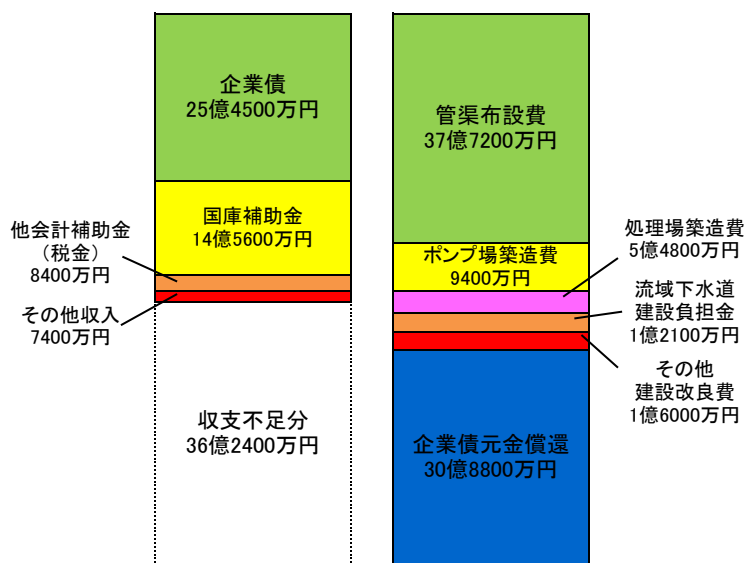 企業債
25億4500万円
国庫補助金
14億5600万円
他会計補助金
（税金）
8400万円
その他収入
7400万円
収支不足分
36億2400万円
管渠布設費
37億7200万円
ポンプ場築造費
9400万円
処理場築造費
5億4800万円
流域下水道
建設負担金
1億2100万円
その他
建設改良費
1億6000万円
企業債元金償還
30億8800万円